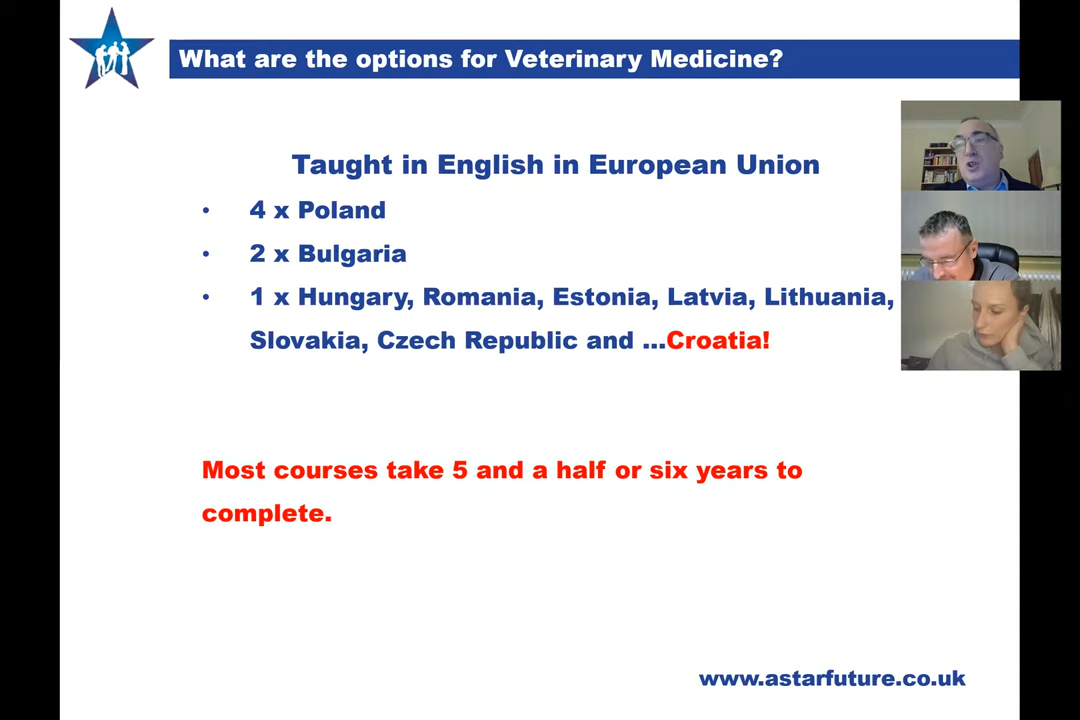 What are the options for Veterinary Medicine?
Taught in English in European Union
• 4 x Poland
• 2 x Bulgaria
• 1 x Hungary, Romania, Estonia, Latvia, Lithuania,
Slovakia, Czech Republic and ...Croatia!
Most courses take 5 and a half or six years to
complete.
www.astarfuture.co.uk